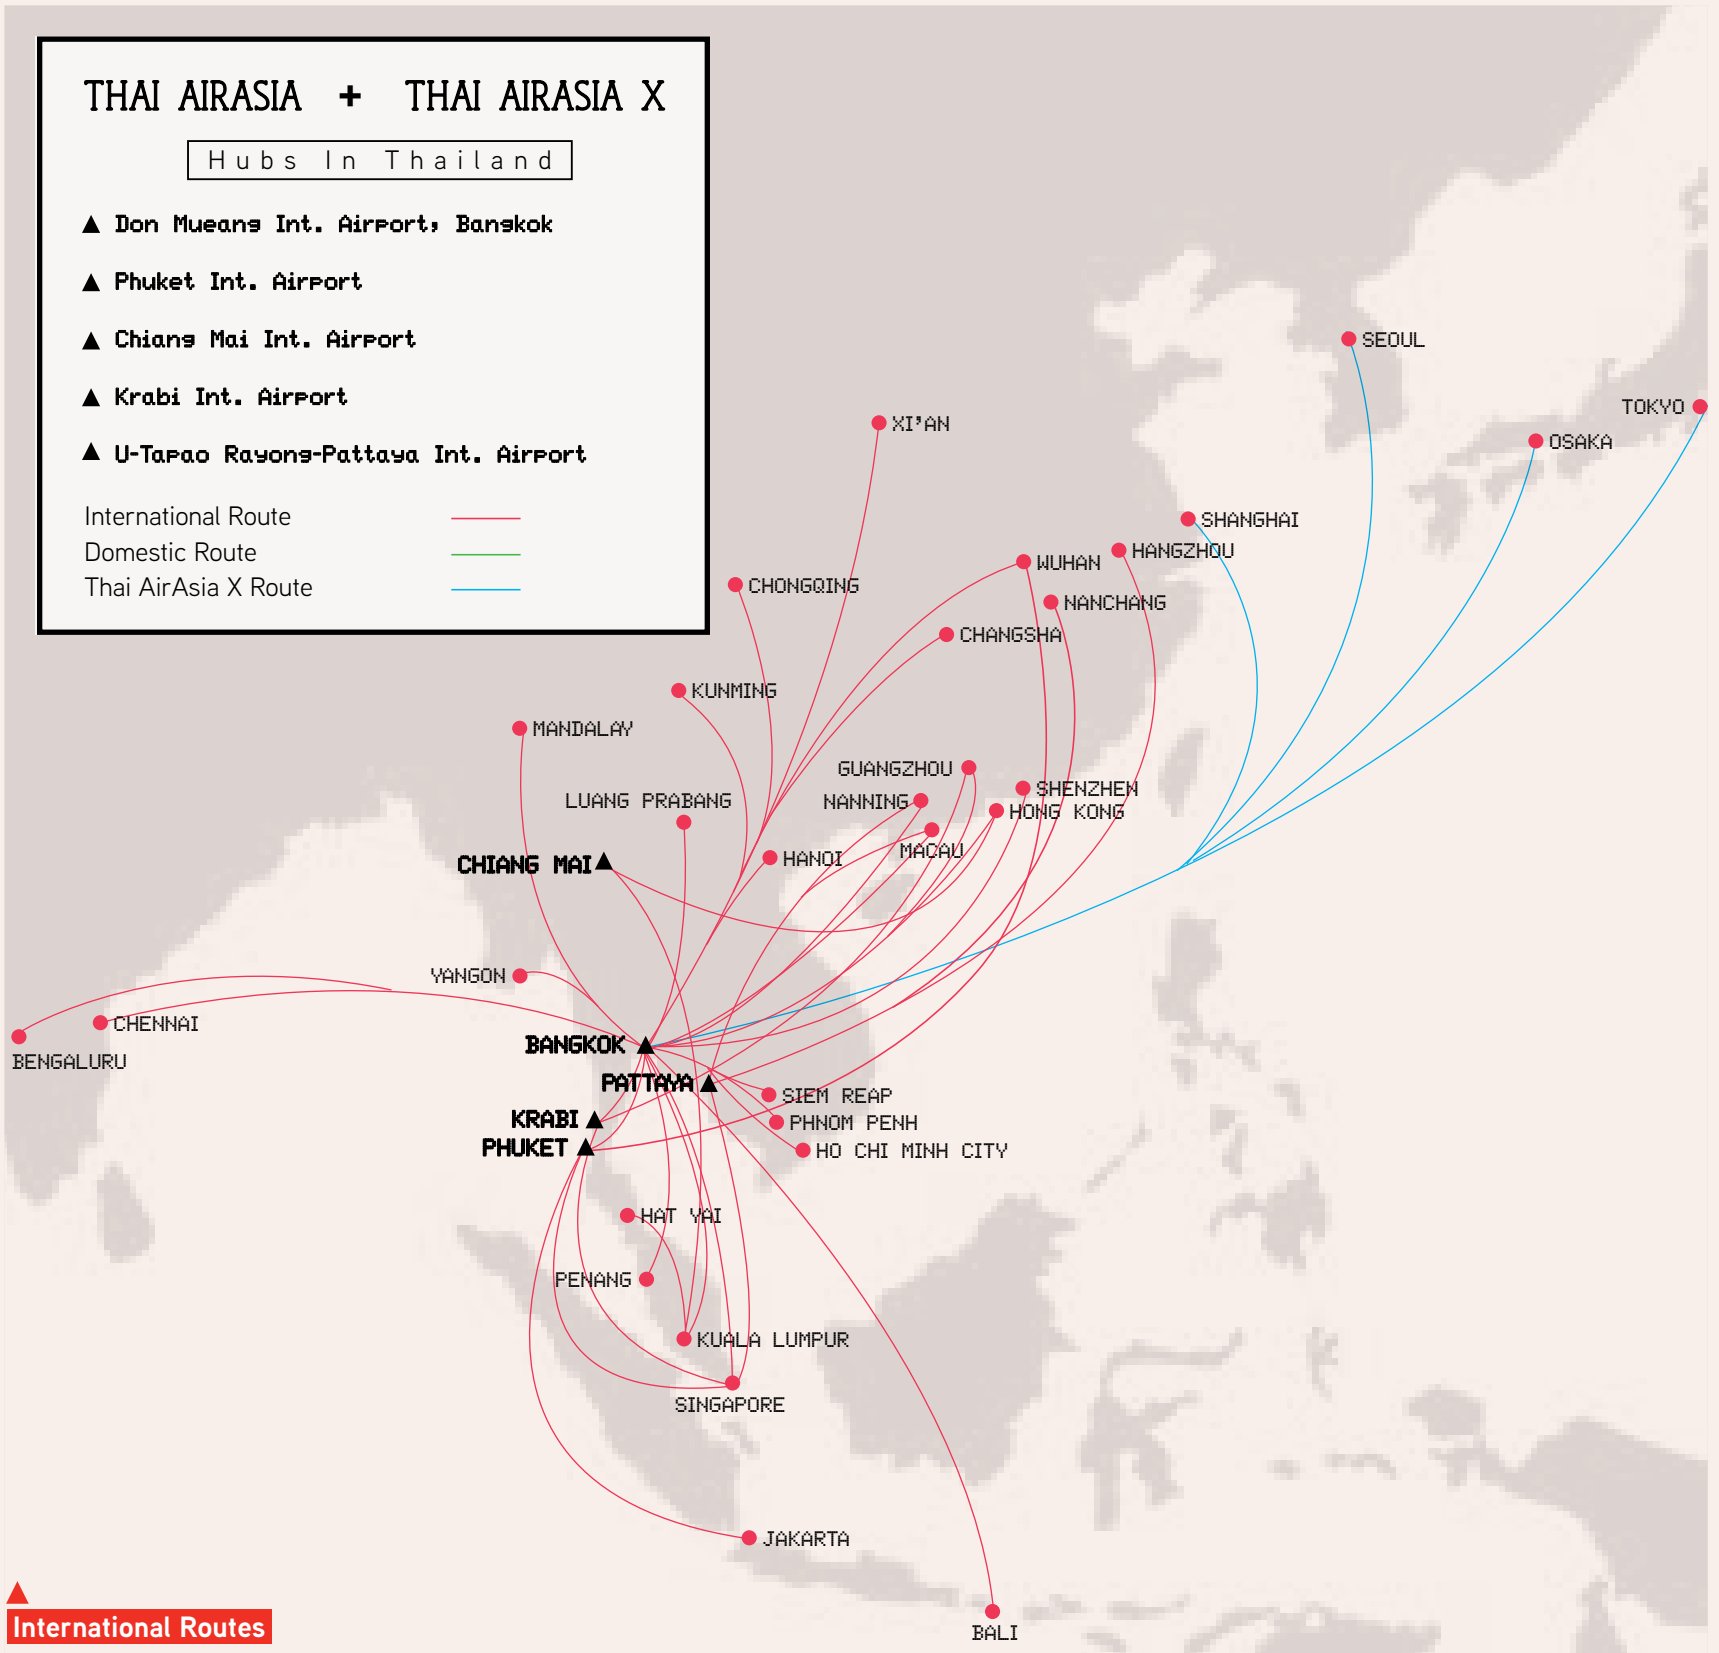 THAI AIRASIA + THAI AIRASIA X
Hubs In Thailand
Don Mueang Int. Airport, Bangkok
Phuket Int. Airport
Chiang Mai Int. Airport
Krabi Int. Airport
U-Tapao Rayong-Pattaya Int. Airport
International Route
Domestic Route
Thai AirAsia X Route
SEOUL
TOKYO
XI'AN
OSAKA
SHANGHAI
HANGZHOU
WUHAN
CHONGQING
NANCHANG
CHANGSHA
KUNMING
MANDALAY
GUANGZHOU
SHENZHEN
LUANG PRABANG
NANNING
HONG KONG
MACAU
HANOI
CHIANG MAI
YANGON
CHENNAI
BENGALURU
BANGKOK
PATTAYA
SIEM REAP
KRABI
PHNOM PENH
PHUKET
HO CHI MINH CITY
HAT YAI
PENANG
KUALA LUMPUR
SINGAPORE
JAKARTA
International Routes
BALI